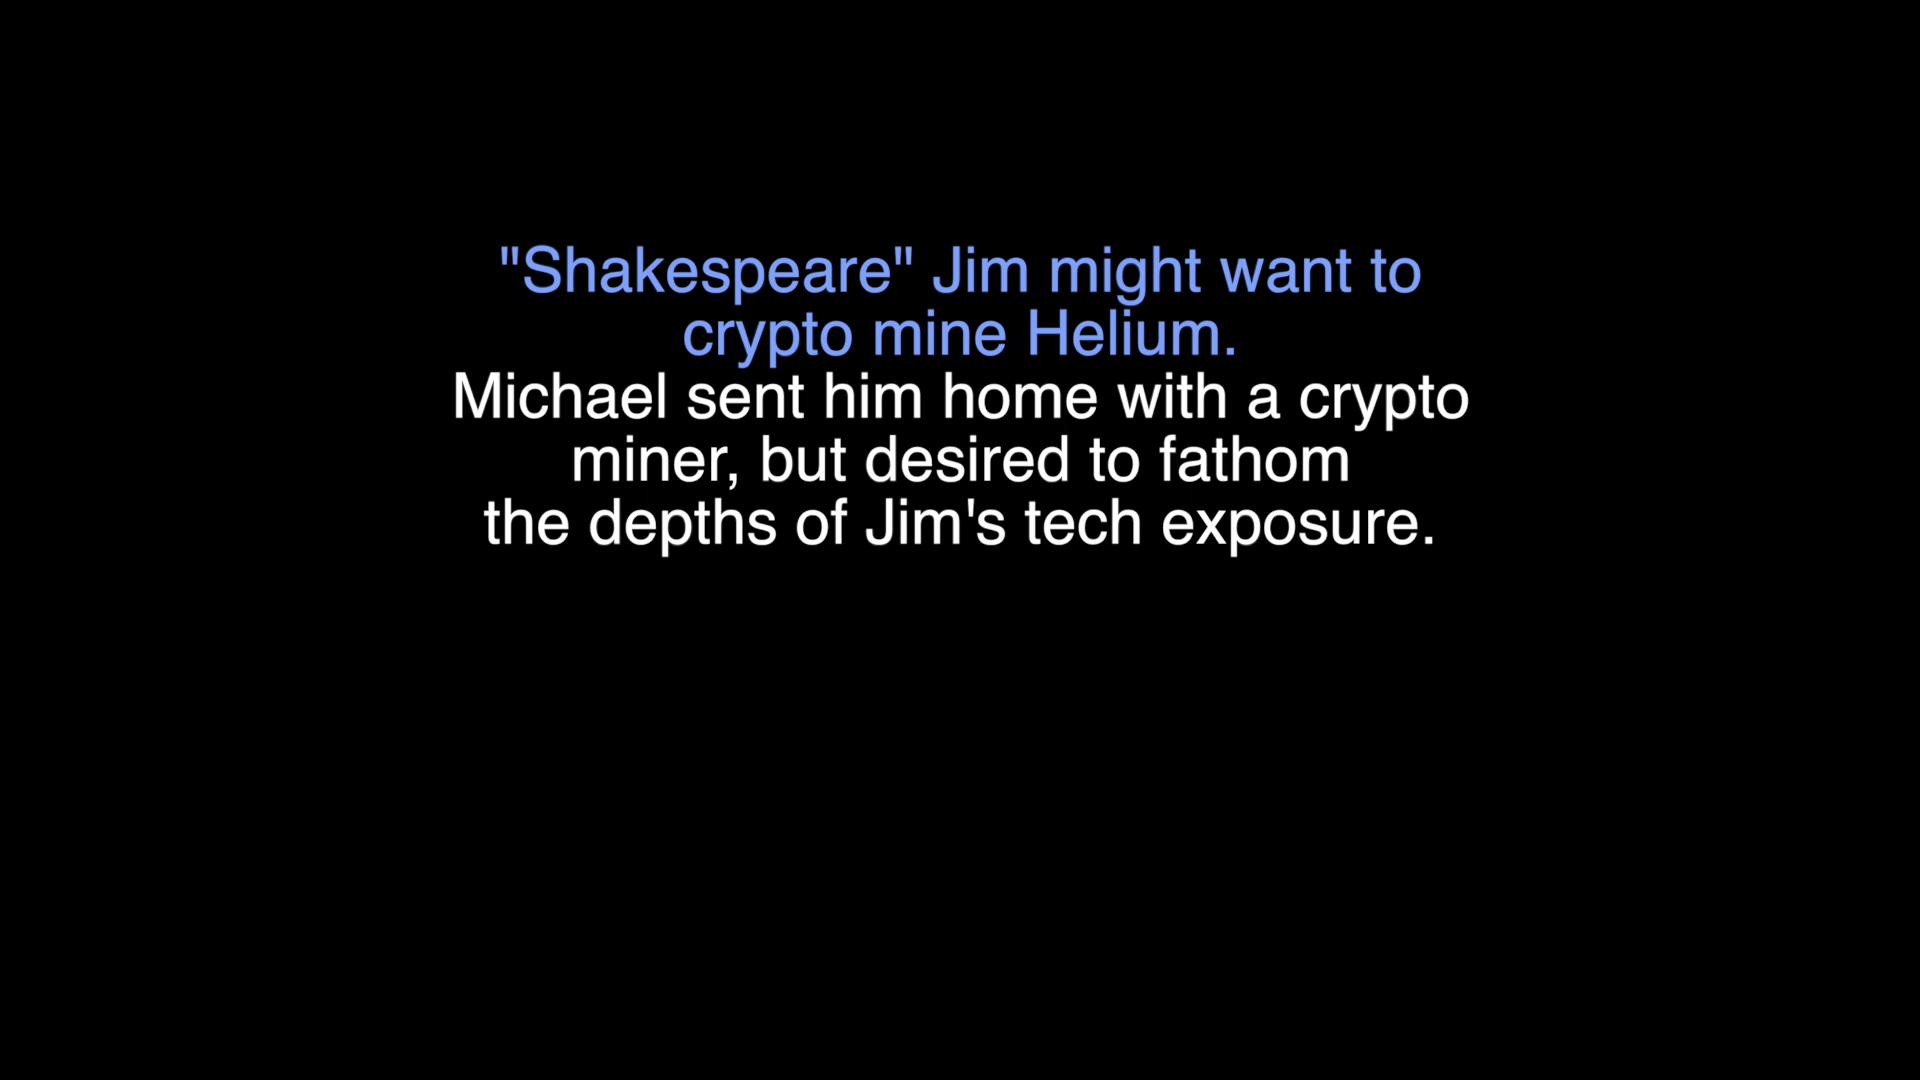 "Shakespeare" Jim might want to
crypto mine Helium.
Michael sent him home with a crypto
miner, but desired to fathom
the depths of Jim's tech exposure.